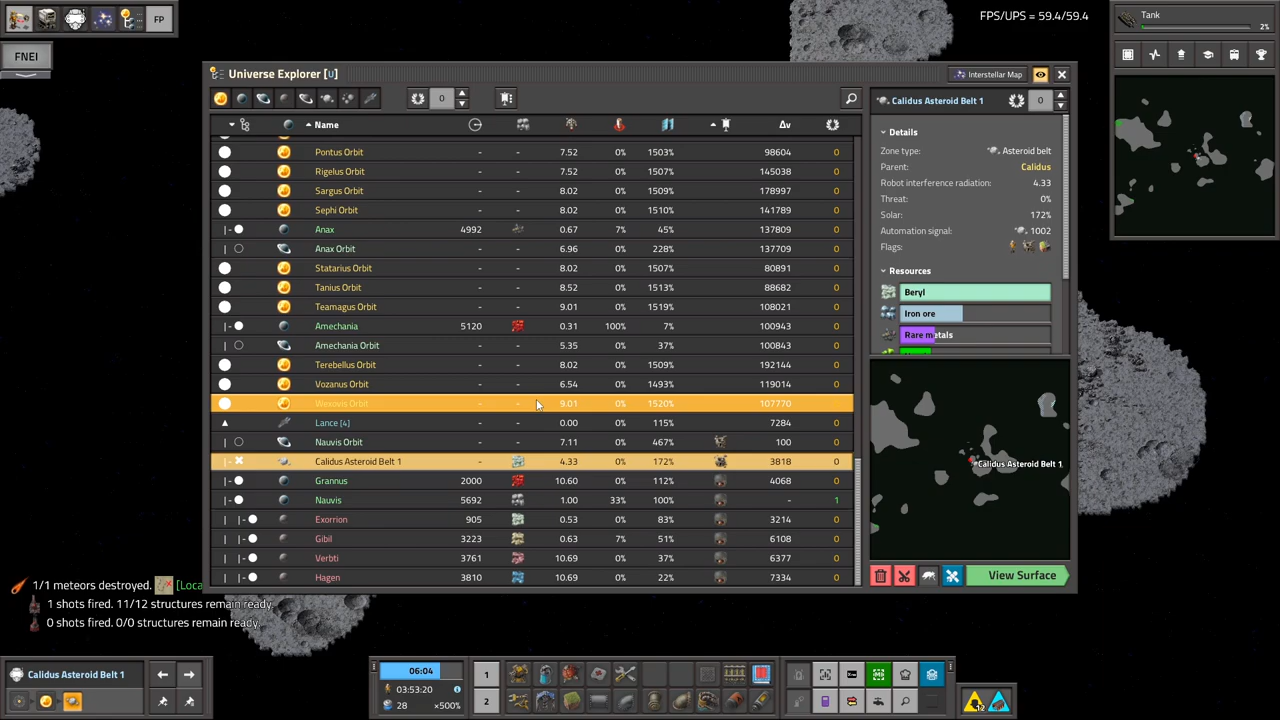 FP
FPS/UPS = 59.4/59.4
Tank
2%
FNEI
Universe Explorer [U]
Interstellar Map
0
Calidus Asteroid Belt 1
0
Name
Δv
Pontus Orbit - - 7.52 0% 1503% 98604 0
Rigelus Orbit - - 7.52 0% 1507% 145038 0
Sargus Orbit - - 8.02 0% 1509% 178997 0
Sephi Orbit - - 8.02 0% 1510% 141789 0
Anax 4992 0.67 7% 45% 137809 0
Anax Orbit - - 6.96 0% 228% 137709 0
Statarius Orbit - - 8.02 0% 1507% 80891 0
Tanius Orbit - - 8.52 0% 1513% 88682 0
Teamagus Orbit - - 9.01 0% 1519% 108021 0
Amechania 5120 0.31 100% 7% 100943 0
Amechania Orbit - - 5.35 0% 37% 100843 0
Terebellus Orbit - - 8.02 0% 1509% 192144 0
Vozanus Orbit - - 6.54 0% 1493% 119014 0
Wexovis Orbit - - 9.01 0% 1520% 107770 0
Lance [4] - - 0.00 0% 115% 7284 0
Nauvis Orbit - - 7.11 0% 467% 100 0
Calidus Asteroid Belt 1 - 4.33 0% 172% 3818 0
Grannus 2000 10.60 0% 112% 4068 0
Nauvis 5692 1.00 33% 100% - 1
Exorrion 905 0.53 0% 83% 3214 0
Gibil 3223 0.63 7% 51% 6108 0
Verbti 3761 10.69 0% 37% 6377 0
Hagen 3810 10.69 0% 22% 7334 0
Details
Zone type: Asteroid belt
Parent: Calidus
Robot interference radiation: 4.33
Threat: 0%
Solar: 172%
Automation signal: 1002
Flags:
Resources
Beryl
Iron ore
Rare metals
Calidus Asteroid Belt 1
View Surface
1/1 meteors destroyed. [Loca
1 shots fired. 11/12 structures remain ready.
0 shots fired. 0/0 structures remain ready.
Calidus Asteroid Belt 1
06:04
03:53:20
28 ×500%
1
2
12